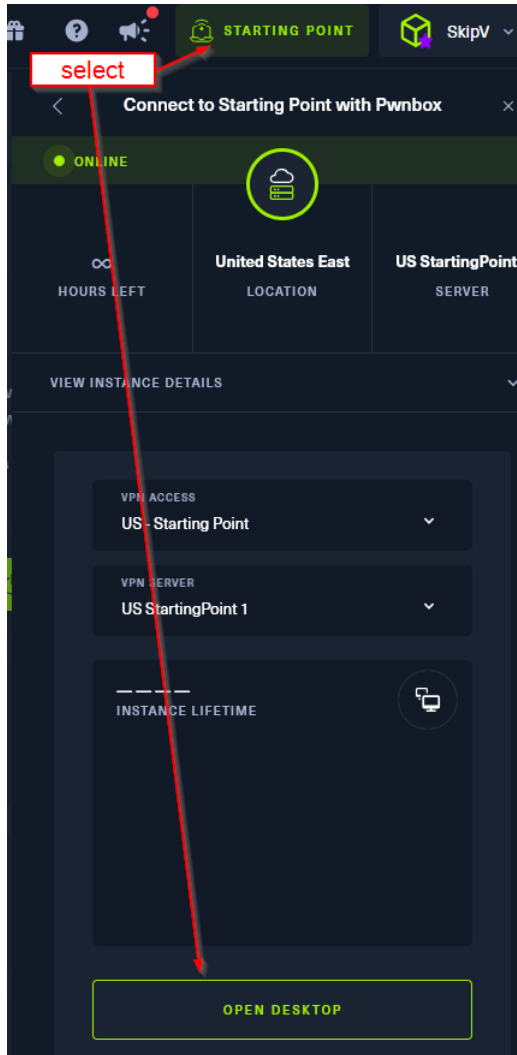 STARTING POINT
SkipV
select
Connect to Starting Point with Pwnbox
ONLINE
∞
HOURS LEFT
United States East
LOCATION
US StartingPoint
SERVER
VIEW INSTANCE DETAILS
VPN ACCESS
US - Starting Point
VPN SERVER
US StartingPoint 1
————
INSTANCE LIFETIME
OPEN DESKTOP